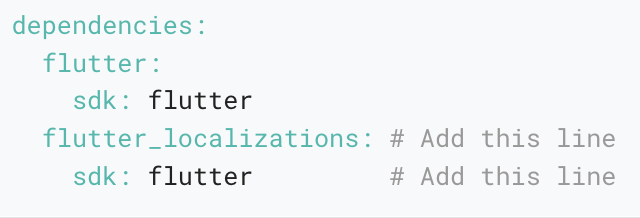 dependencies:
  flutter:
    sdk: flutter
  flutter_localizations: # Add this line
    sdk: flutter         # Add this line